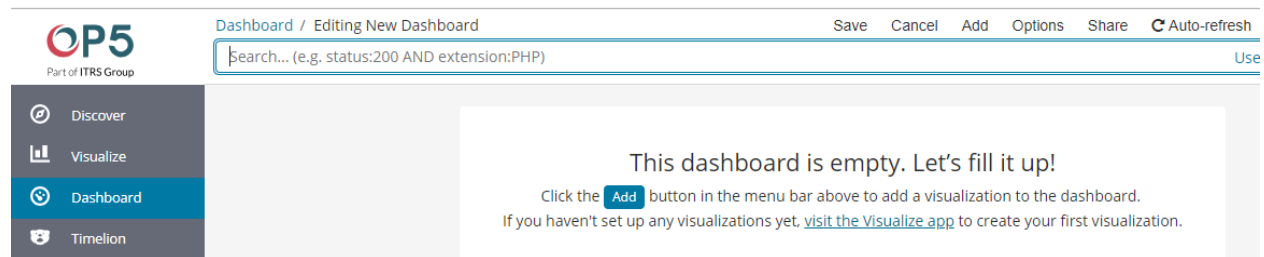 OP5
Part of ITRS Group
Dashboard / Editing New Dashboard
Save Cancel Add Options Share Auto-refresh
Search... (e.g. status:200 AND extension:PHP)
Use
Discover
Visualize
Dashboard
Timelion
This dashboard is empty. Let's fill it up!
Click the Add button in the menu bar above to add a visualization to the dashboard.
If you haven't set up any visualizations yet, visit the Visualize app to create your first visualization.